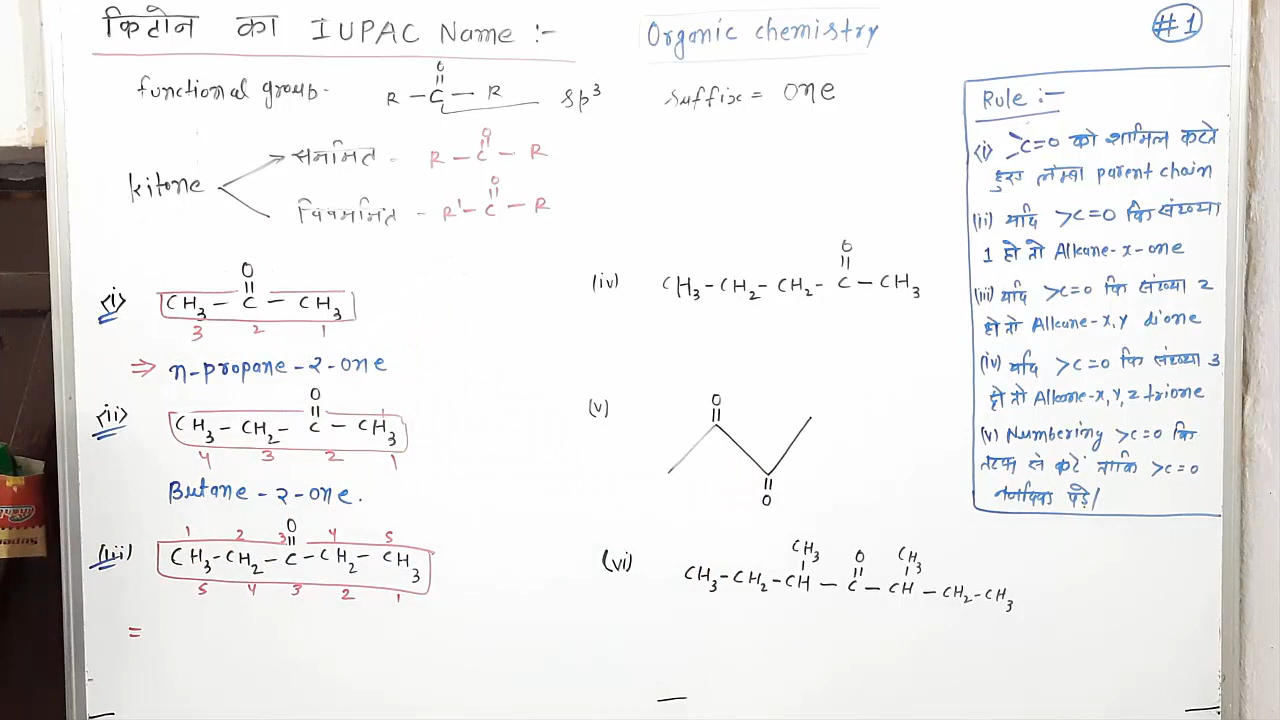 किटोन का IUPAC Name :-
Organic chemistry
#1
functional group-
O
R - C - R
sp³
suffix = one
kitone
सममित -
O
R - C - R
विषममित -
O
R' - C - R
(i)
O
CH₃ - C - CH₃
3 2 1
⇒ n-propane-2-one
(ii)
O
CH₃ - CH₂ - C - CH₃
4 3 2 1
Butane-2-one.
(iii)
1 2 3 4 5
O
CH₃-CH₂-C-CH₂-CH₃
5 4 3 2 1
=
(iv)
O
CH₃-CH₂-CH₂-C-CH₃
(v)
O
O
(vi)
CH₃ O CH₃
CH₃-CH₂-CH-C-CH-CH₂-CH₃
Rule :-
(i) >C=O को शामिल करते
हुए लम्बा parent chain
(ii) यदि >C=O कि संख्या
1 हो तो Alkane-x-one
(iii) यदि >C=O कि संख्या 2
हो तो Alkane-x,y dione
(iv) यदि >C=O कि संख्या 3
हो तो Alkane-x,y,z trione
(v) Numbering >C=O कि
तरफ से करें ताकि >C=O
पड़े।